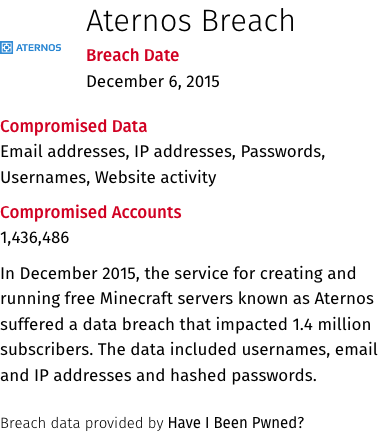 Aternos Breach
ATERNOS
Breach Date
December 6, 2015
Compromised Data
Email addresses, IP addresses, Passwords,
Usernames, Website activity
Compromised Accounts
1,436,486
In December 2015, the service for creating and
running free Minecraft servers known as Aternos
suffered a data breach that impacted 1.4 million
subscribers. The data included usernames, email
and IP addresses and hashed passwords.
Breach data provided by Have I Been Pwned?